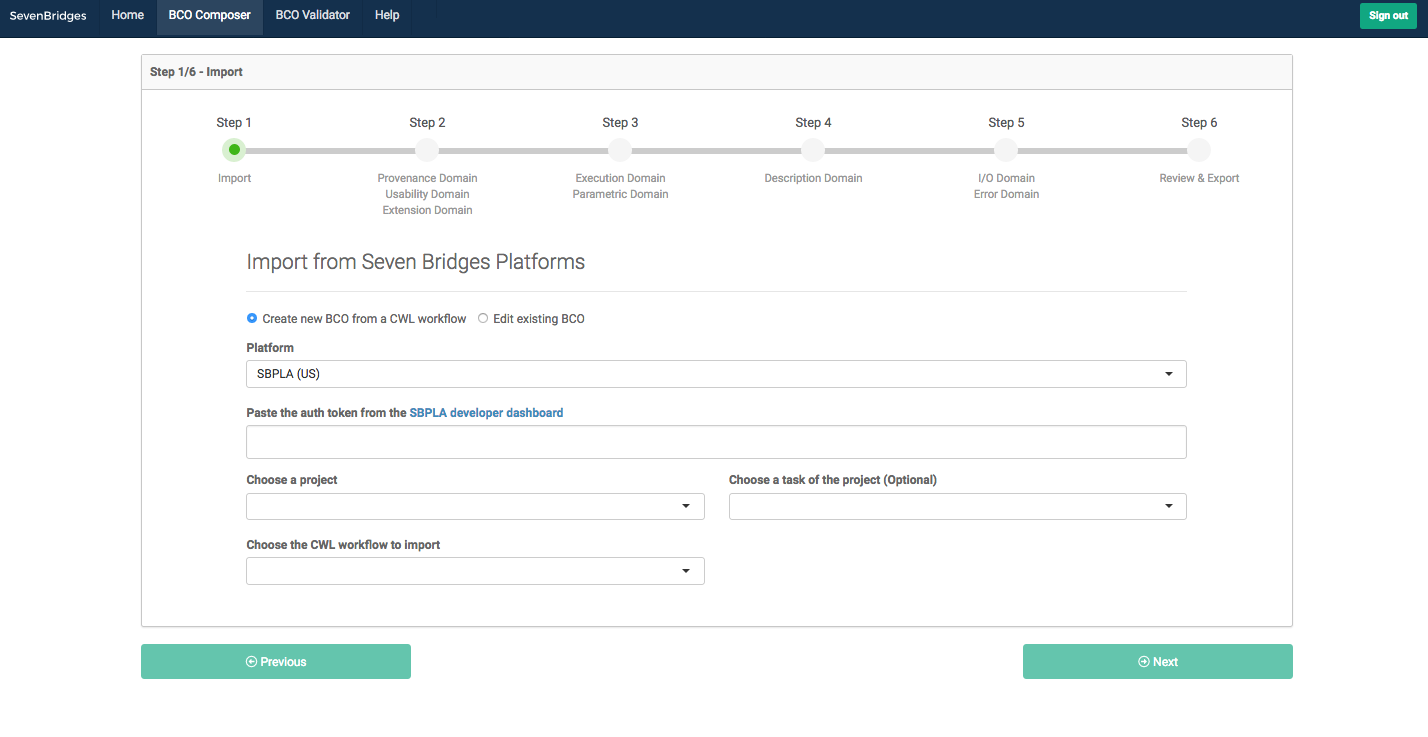 SevenBridges Home BCO Composer BCO Validator Help Sign out
Step 1/6 - Import
Step 1 Step 2 Step 3 Step 4 Step 5 Step 6
Import Provenance Domain Execution Domain Description Domain I/O Domain Review & Export
Usability Domain Parametric Domain Error Domain
Extension Domain
Import from Seven Bridges Platforms
Create new BCO from a CWL workflow Edit existing BCO
Platform
SBPLA (US)
Paste the auth token from the SBPLA developer dashboard
Choose a project Choose a task of the project (Optional)
Choose the CWL workflow to import
Previous Next